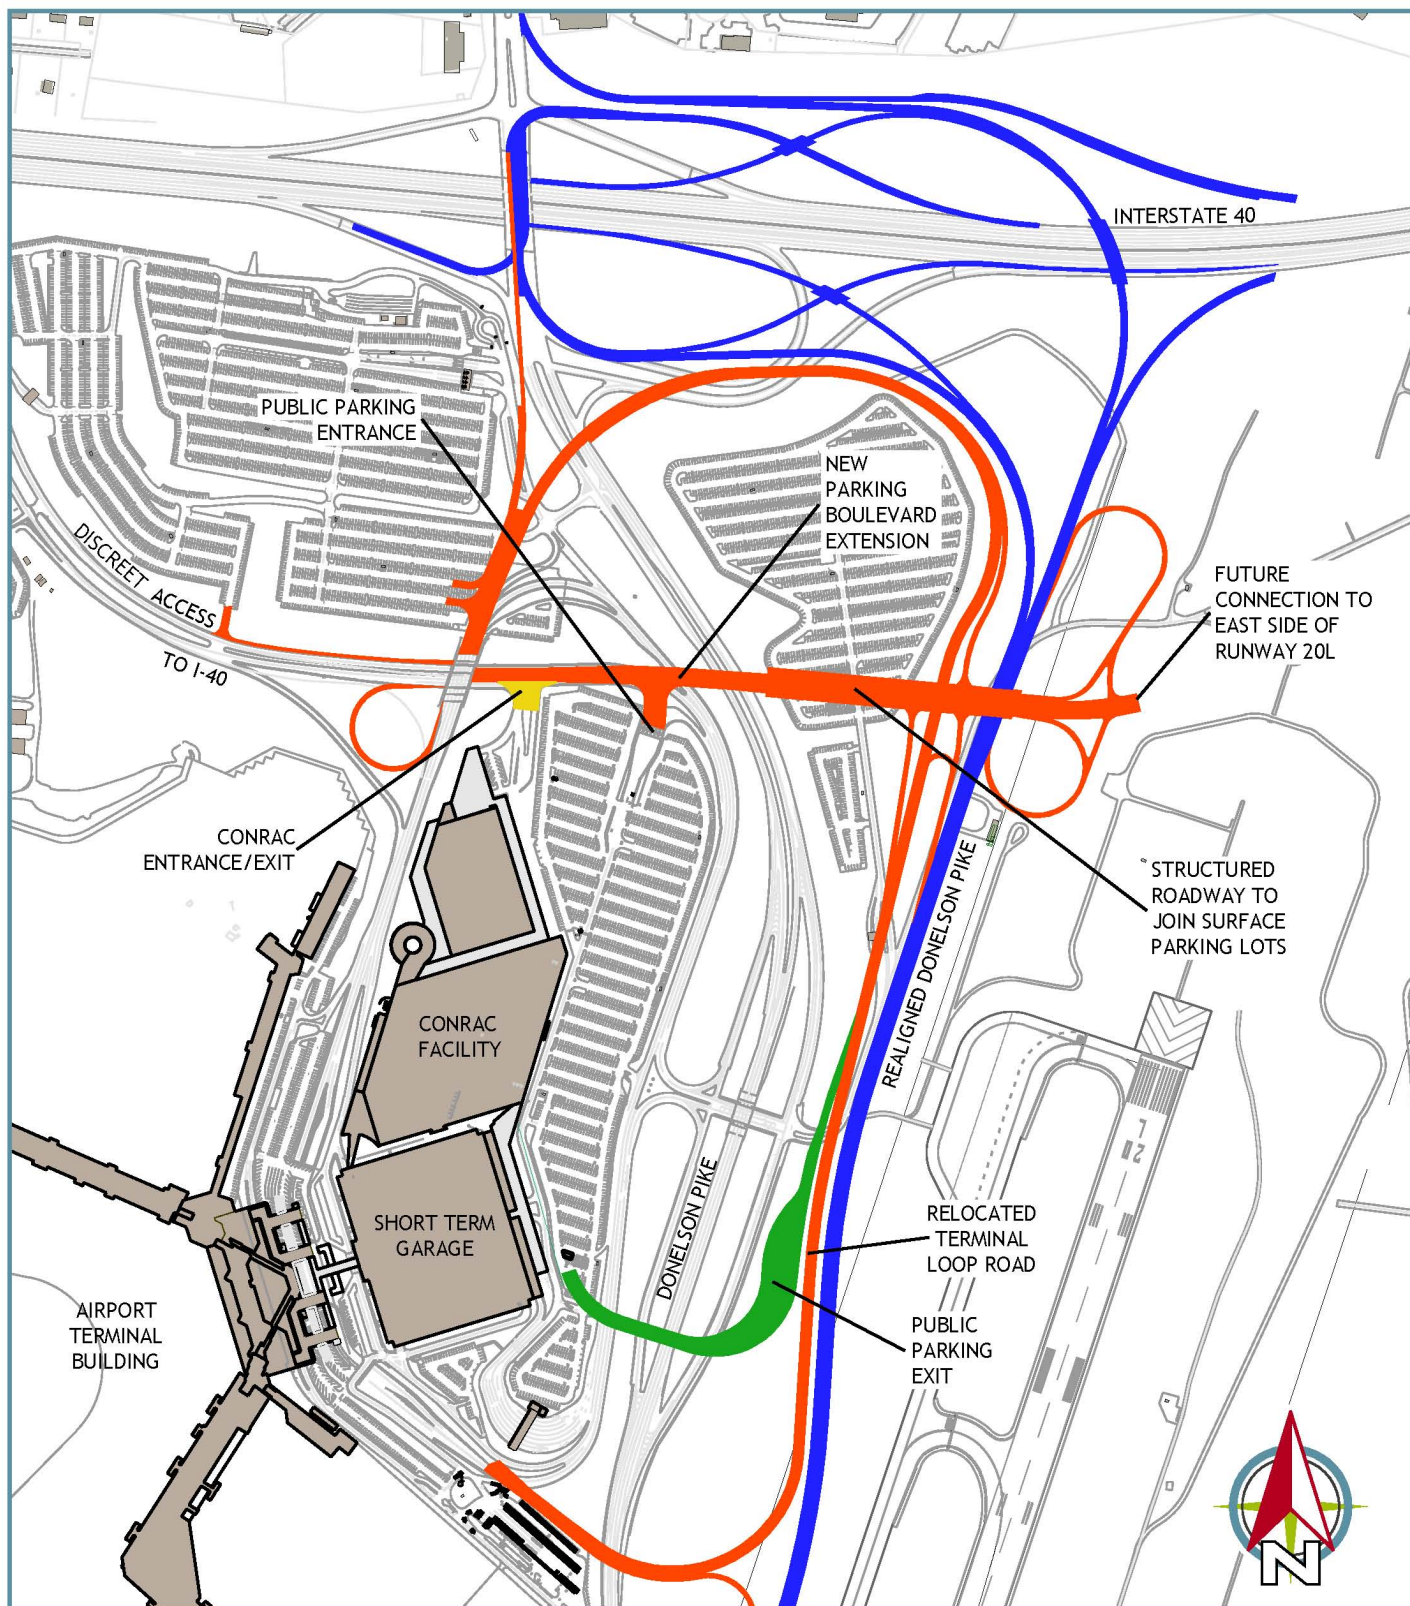 INTERSTATE 40
PUBLIC PARKING
ENTRANCE
NEW
PARKING
BOULEVARD
EXTENSION
DISCREET ACCESS
TO I-40
FUTURE
CONNECTION TO
EAST SIDE OF
RUNWAY 20L
CONRAC
ENTRANCE/EXIT
STRUCTURED
ROADWAY TO
JOIN SURFACE
PARKING LOTS
REALIGNED DONELSON PIKE
CONRAC
FACILITY
DONELSON PIKE
SHORT TERM
GARAGE
RELOCATED
TERMINAL
LOOP ROAD
AIRPORT
TERMINAL
BUILDING
PUBLIC
PARKING
EXIT
N